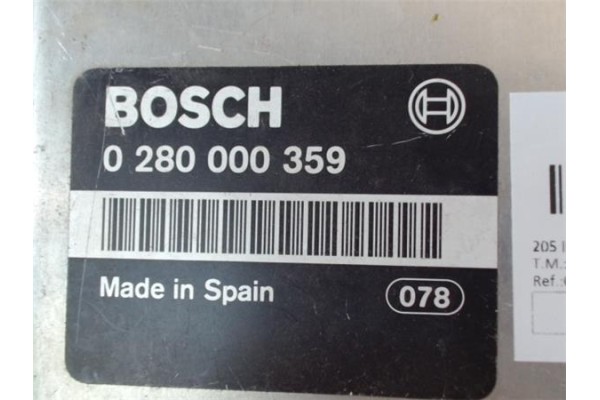 BOSCH
0 280 000 359
Made in Spain
078
205
T.M.:
Ref.: